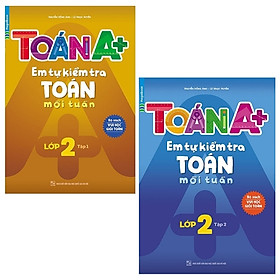 TOÁN A+
Em tự kiểm tra
TOÁN
mỗi tuần
Bộ sách
VUI HỌC
GIỎI TOÁN
LỚP 2 Tập 1
TOÁN A+
Em tự kiểm tra
TOÁN
mỗi tuần
Bộ sách
VUI HỌC
GIỎI TOÁN
LỚP 2 Tập 2